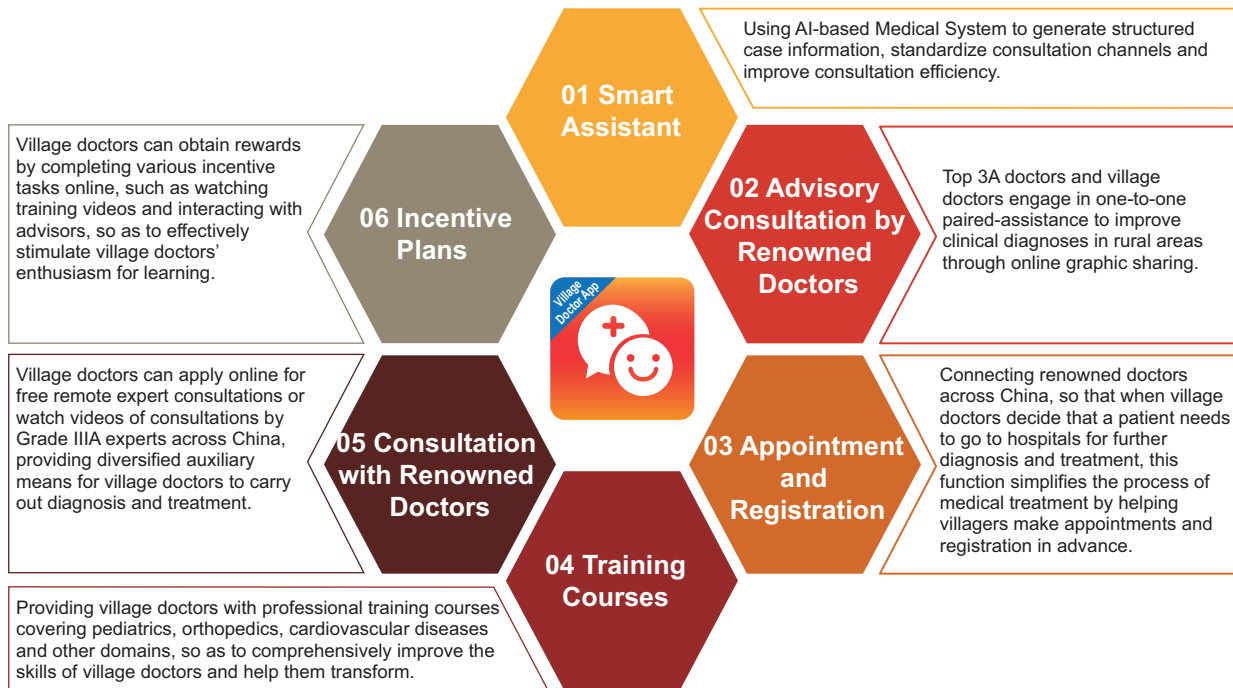 01 Smart
Assistant
Using AI-based Medical System to generate structured
case information, standardize consultation channels and
improve consultation efficiency.
02 Advisory
Consultation by
Renowned
Doctors
Top 3A doctors and village
doctors engage in one-to-one
paired-assistance to improve
clinical diagnoses in rural areas
through online graphic sharing.
03 Appointment
and
Registration
Connecting renowned doctors
across China, so that when village
doctors decide that a patient needs
to go to hospitals for further
diagnosis and treatment, this
function simplifies the process of
medical treatment by helping
villagers make appointments and
registration in advance.
04 Training
Courses
Providing village doctors with professional training courses
covering pediatrics, orthopedics, cardiovascular diseases
and other domains, so as to comprehensively improve the
skills of village doctors and help them transform.
05 Consultation
with Renowned
Doctors
Village doctors can apply online for
free remote expert consultations or
watch videos of consultations by
Grade IIIA experts across China,
providing diversified auxiliary
means for village doctors to carry
out diagnosis and treatment.
06 Incentive
Plans
Village doctors can obtain rewards
by completing various incentive
tasks online, such as watching
training videos and interacting with
advisors, so as to effectively
stimulate village doctors’
enthusiasm for learning.
Village
Doctor App